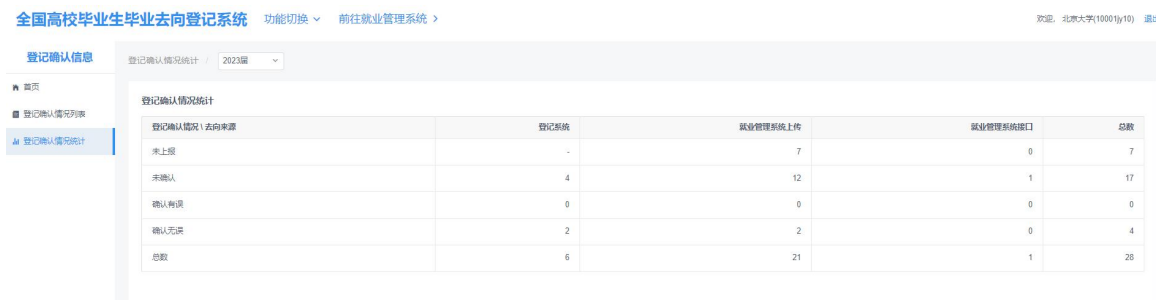 全国高校毕业生毕业去向登记系统 功能切换 前往就业管理系统 >
欢迎, 北京大学(10001jy10) 退出
登记确认信息
首页
登记确认情况列表
登记确认情况统计
登记确认情况统计 / 2023届
登记确认情况统计
登记确认情况 \ 去向来源 登记系统 就业管理系统上传 就业管理系统接口 总数
未上报 - 7 0 7
未确认 4 12 1 17
确认有误 0 0 0 0
确认无误 2 2 0 4
总数 6 21 1 28